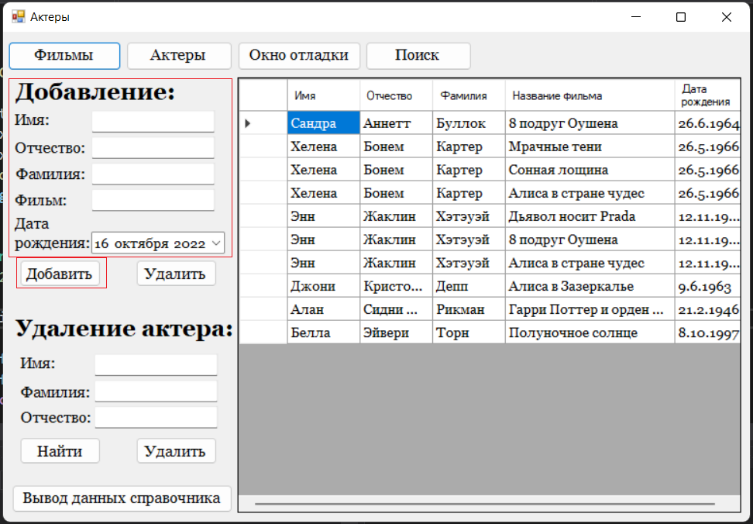 Актеры
Фильмы Актеры Окно отладки Поиск
Добавление:
Имя:
Отчество:
Фамилия:
Фильм:
Дата
рождения: 16 октября 2022
Добавить Удалить
Удаление актера:
Имя:
Фамилия:
Отчество:
Найти Удалить
Вывод данных справочника
Имя Отчество Фамилия Название фильма Дата рождения
Сандра Аннетт Буллок 8 подруг Оушена 26.6.1964
Хелена Бонем Картер Мрачные тени 26.5.1966
Хелена Бонем Картер Сонная лощина 26.5.1966
Хелена Бонем Картер Алиса в стране чудес 26.5.1966
Энн Жаклин Хэтэуэй Дьявол носит Prada 12.11.19...
Энн Жаклин Хэтэуэй 8 подруг Оушена 12.11.19...
Энн Жаклин Хэтэуэй Алиса в стране чудес 12.11.19...
Джони Кристо... Депп Алиса в Зазеркалье 9.6.1963
Алан Сидни ... Рикман Гарри Поттер и орден ... 21.2.1946
Белла Эйвери Торн Полуночное солнце 8.10.1997